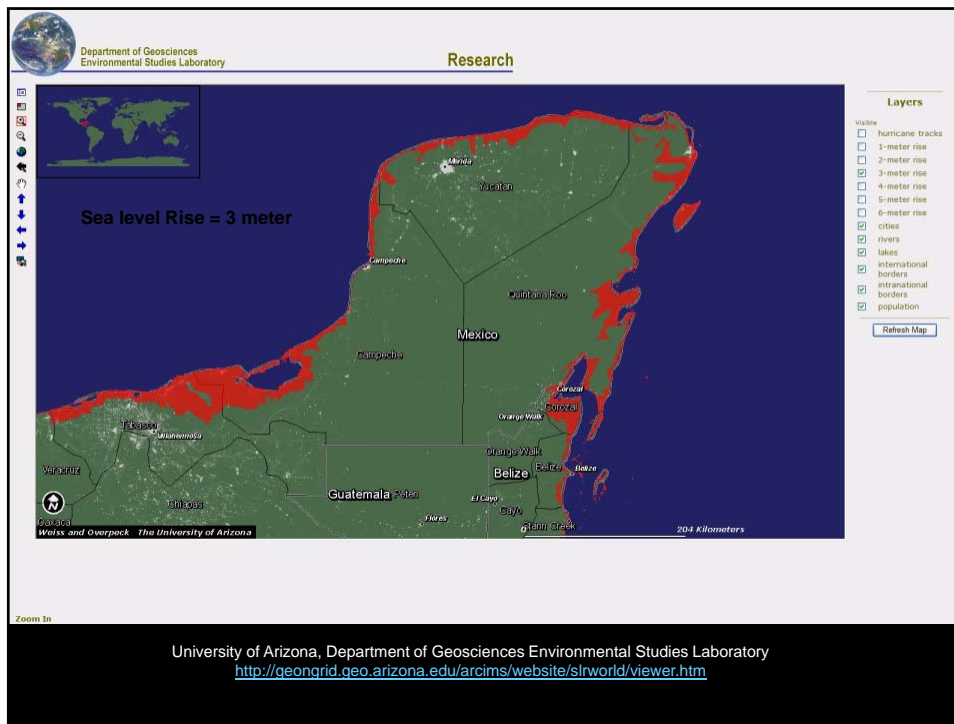 Department of Geosciences
Environmental Studies Laboratory
Research
Layers
Visible
hurricane tracks
1-meter rise
2-meter rise
3-meter rise
4-meter rise
5-meter rise
6-meter rise
cities
rivers
lakes
international
borders
intranational
borders
population
Refresh Map
Sea level Rise = 3 meter
Merida
Yucatan
Campeche
Quintana Roo
Mexico
Campeche
Corozal
Corozal
Orange Walk
Tabasco
Villahermosa
Orange Walk
Belize
Belize
Belize
Veracruz
Guatemala
Peten
El Cayo
Chiapas
Cayo
N
Flores
Oaxaca
Stann Creek
0
204 Kilometers
Weiss and Overpeck The University of Arizona
Zoom In
University of Arizona, Department of Geosciences Environmental Studies Laboratory
http://geongrid.geo.arizona.edu/arcims/website/slrworld/viewer.htm